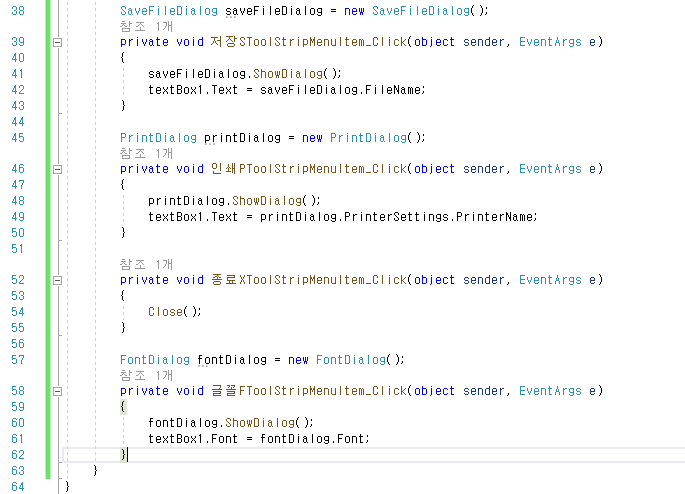 38 SaveFileDialog saveFileDialog = new SaveFileDialog();
참조 1개
39 private void 저장SToolStripMenuItem_Click(object sender, EventArgs e)
40 {
41 saveFileDialog.ShowDialog();
42 textBox1.Text = saveFileDialog.FileName;
43 }
44
45 PrintDialog printDialog = new PrintDialog();
참조 1개
46 private void 인쇄PToolStripMenuItem_Click(object sender, EventArgs e)
47 {
48 printDialog.ShowDialog();
49 textBox1.Text = printDialog.PrinterSettings.PrinterName;
50 }
51
참조 1개
52 private void 종료XToolStripMenuItem_Click(object sender, EventArgs e)
53 {
54 Close();
55 }
56
57 FontDialog fontDialog = new FontDialog();
참조 1개
58 private void 글꼴FToolStripMenuItem_Click(object sender, EventArgs e)
59 {
60 fontDialog.ShowDialog();
61 textBox1.Font = fontDialog.Font;
62 }
63 }
64 }